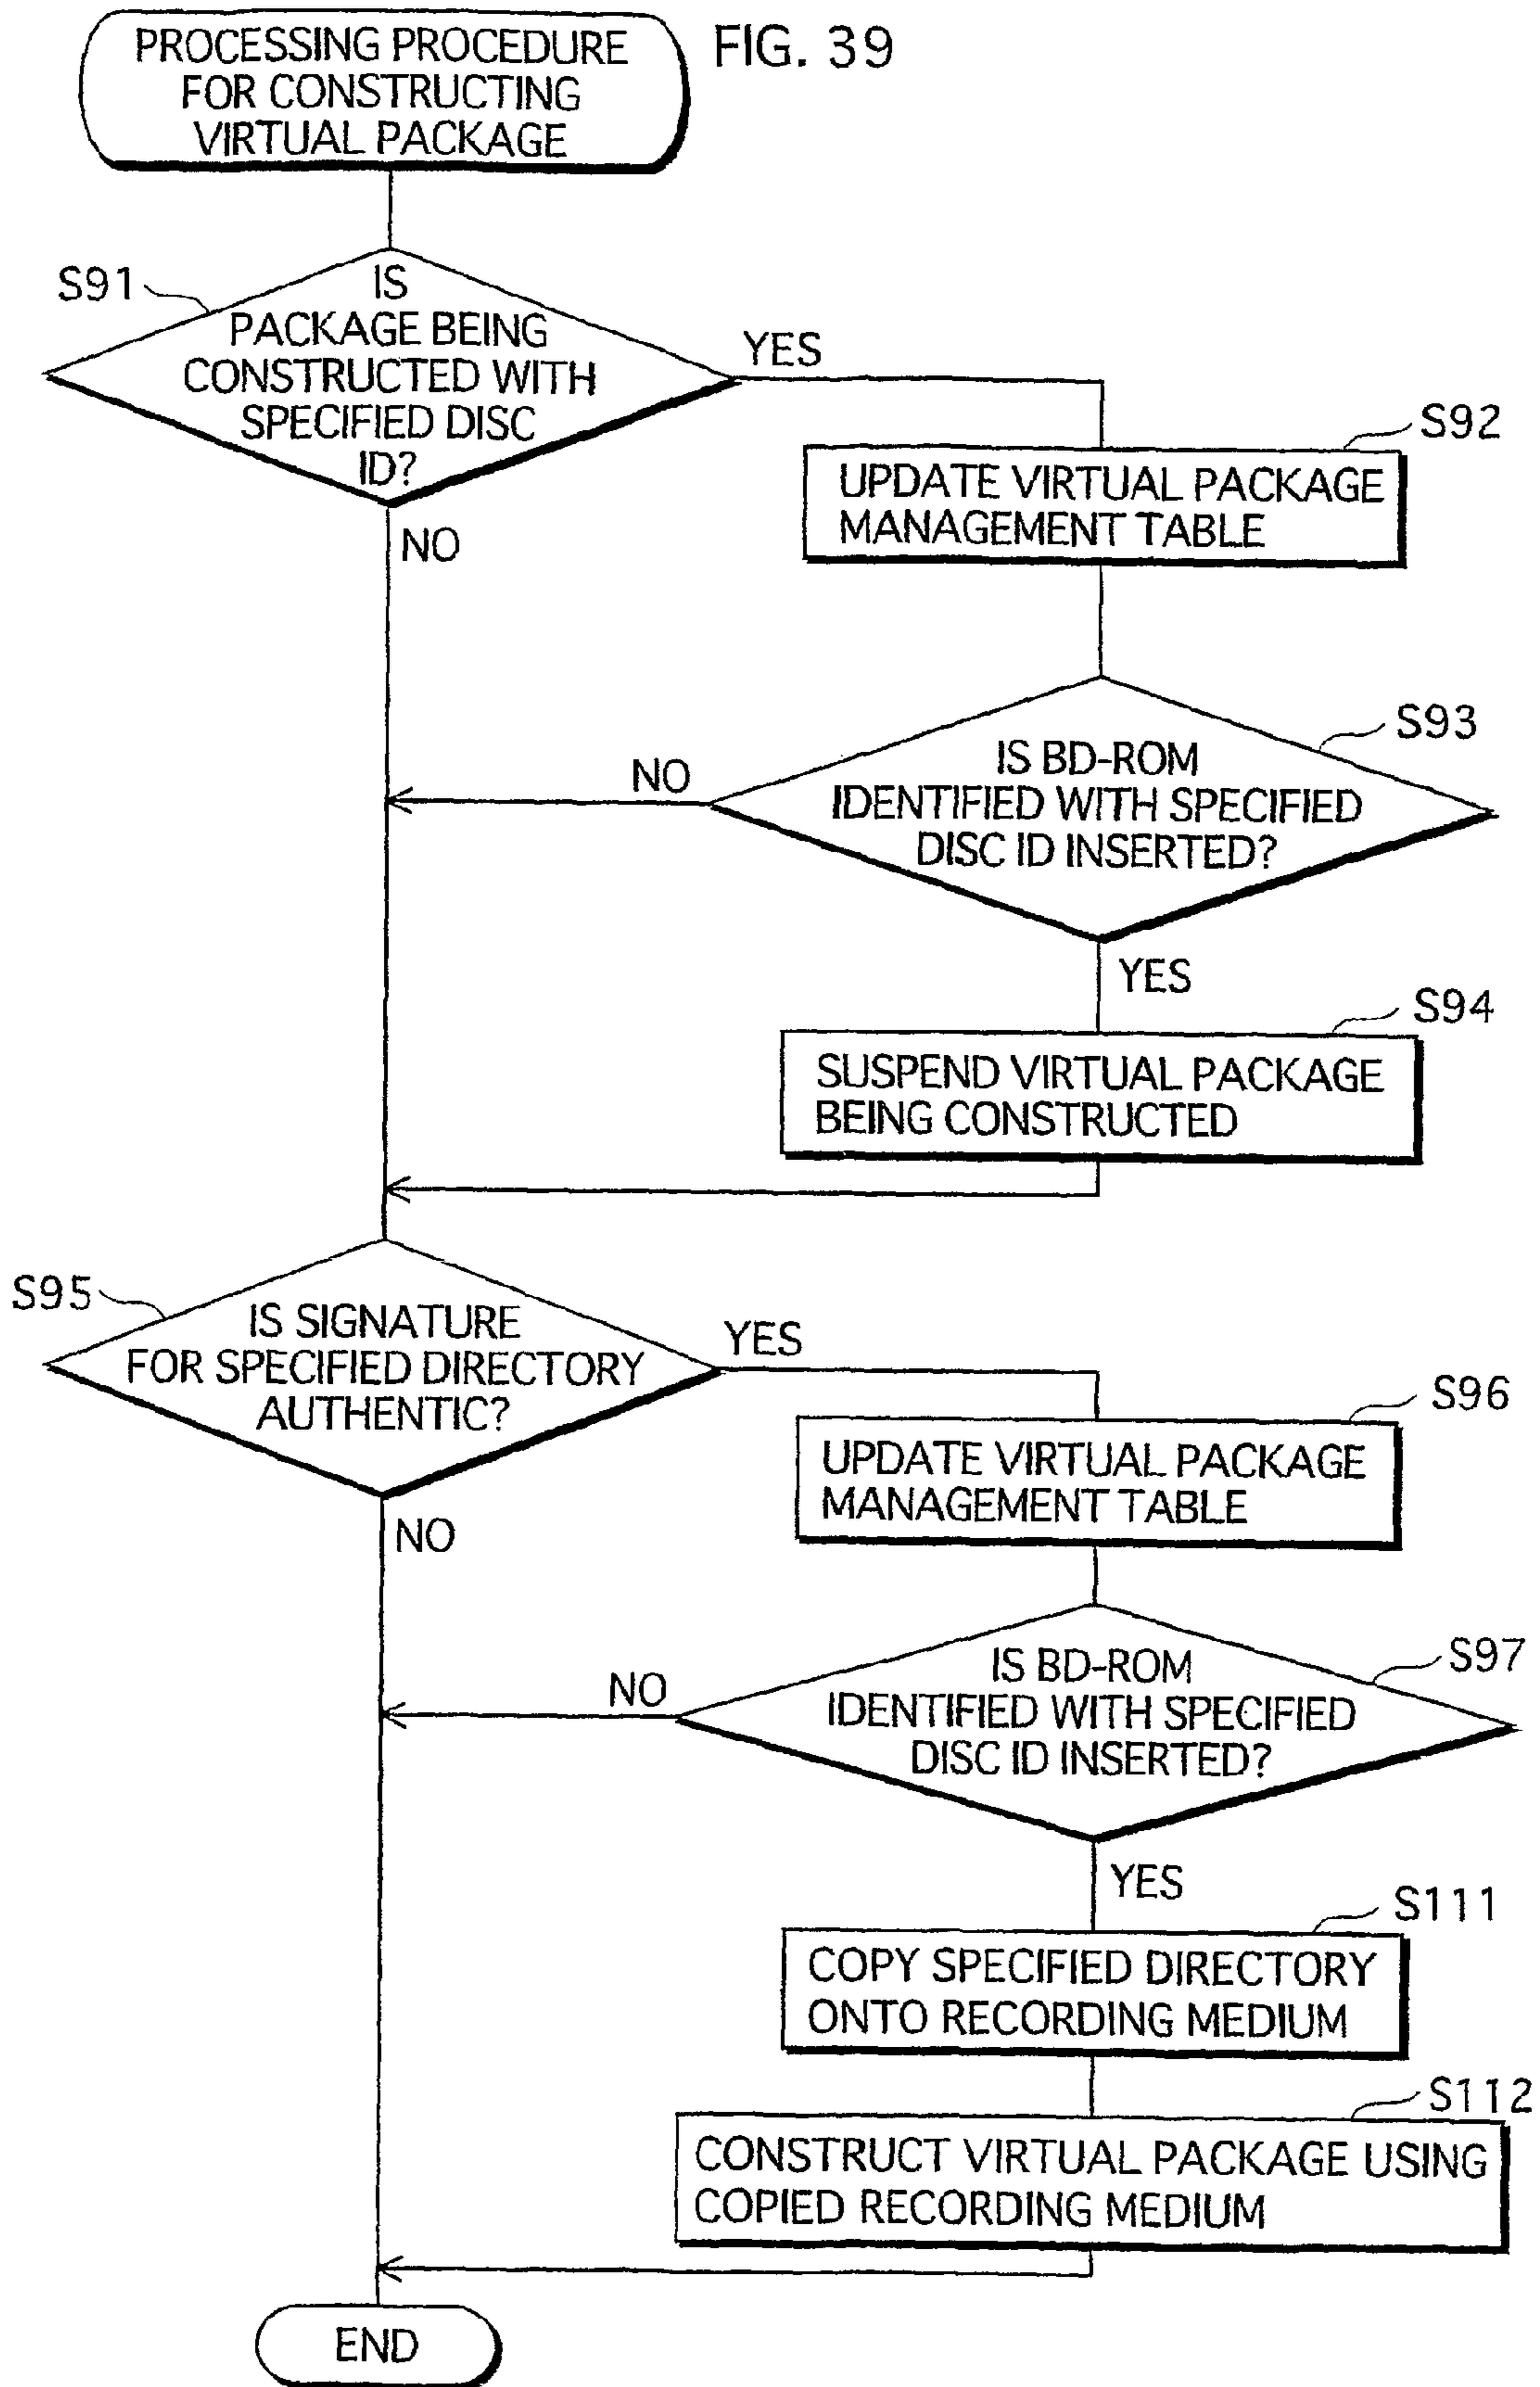 FIG. 39
PROCESSING PROCEDURE
FOR CONSTRUCTING
VIRTUAL PACKAGE
S91
IS
PACKAGE BEING
CONSTRUCTED WITH
SPECIFIED DISC
ID?
YES
NO
S92
UPDATE VIRTUAL PACKAGE
MANAGEMENT TABLE
S93
IS BD-ROM
IDENTIFIED WITH SPECIFIED
DISC ID INSERTED?
NO
YES
S94
SUSPEND VIRTUAL PACKAGE
BEING CONSTRUCTED
S95
IS SIGNATURE
FOR SPECIFIED DIRECTORY
AUTHENTIC?
YES
NO
S96
UPDATE VIRTUAL PACKAGE
MANAGEMENT TABLE
S97
IS BD-ROM
IDENTIFIED WITH SPECIFIED
DISC ID INSERTED?
NO
YES
S111
COPY SPECIFIED DIRECTORY
ONTO RECORDING MEDIUM
S112
CONSTRUCT VIRTUAL PACKAGE USING
COPIED RECORDING MEDIUM
END